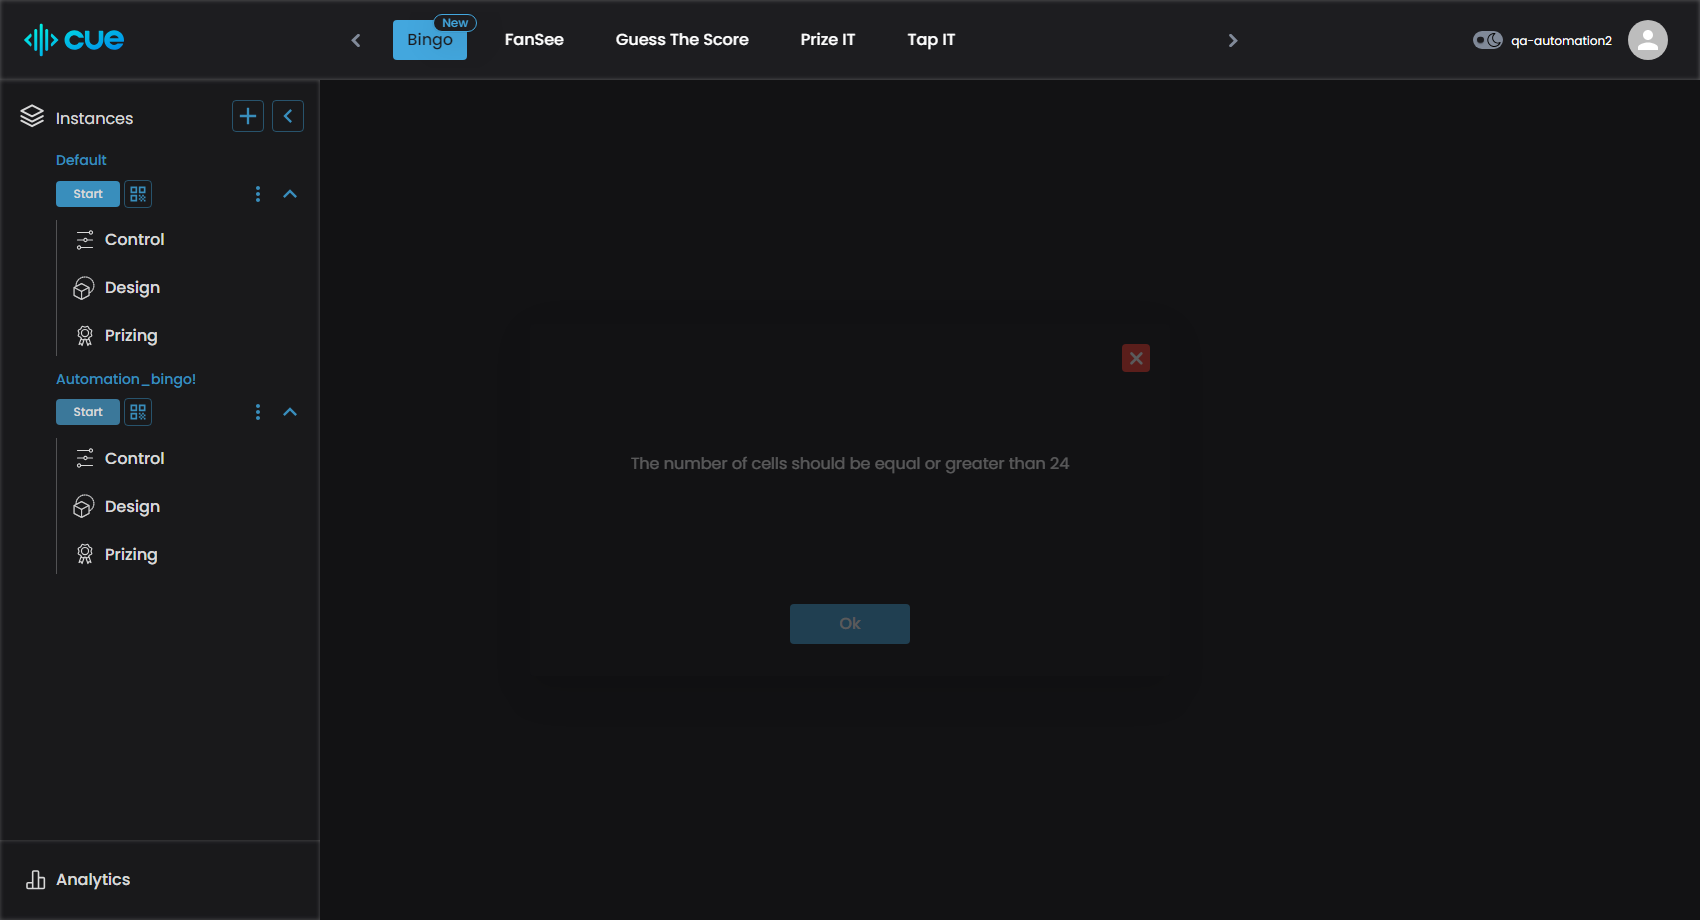 cue
Bingo
New
FanSee
Guess The Score
Prize IT
Tap IT
qa-automation2
Instances
Default
Start
Control
Design
Prizing
Automation_bingo!
Start
Control
Design
Prizing
The number of cells should be equal or greater than 24
Ok
Analytics